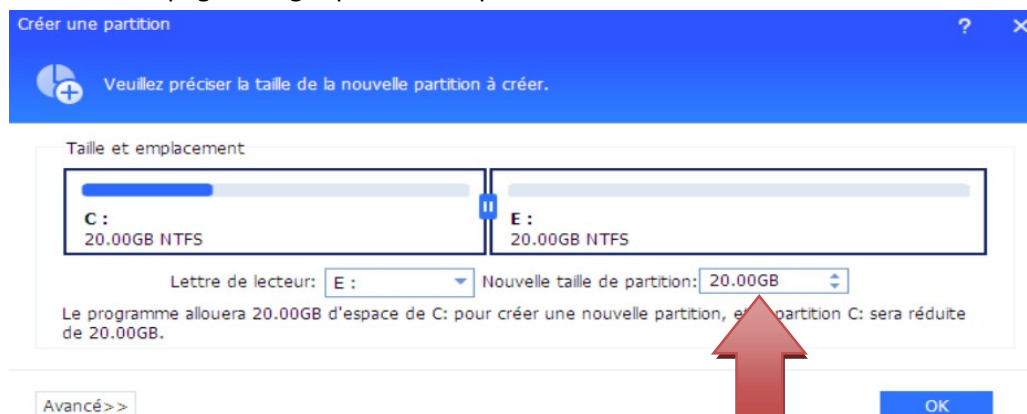 Créer une partition ? ×
Veuillez préciser la taille de la nouvelle partition à créer.
Taille et emplacement
C :
20.00GB NTFS
E :
20.00GB NTFS
Lettre de lecteur: E : Nouvelle taille de partition: 20.00GB
Le programme allouera 20.00GB d'espace de C: pour créer une nouvelle partition, partition C: sera réduite
de 20.00GB.
Avancé>> OK